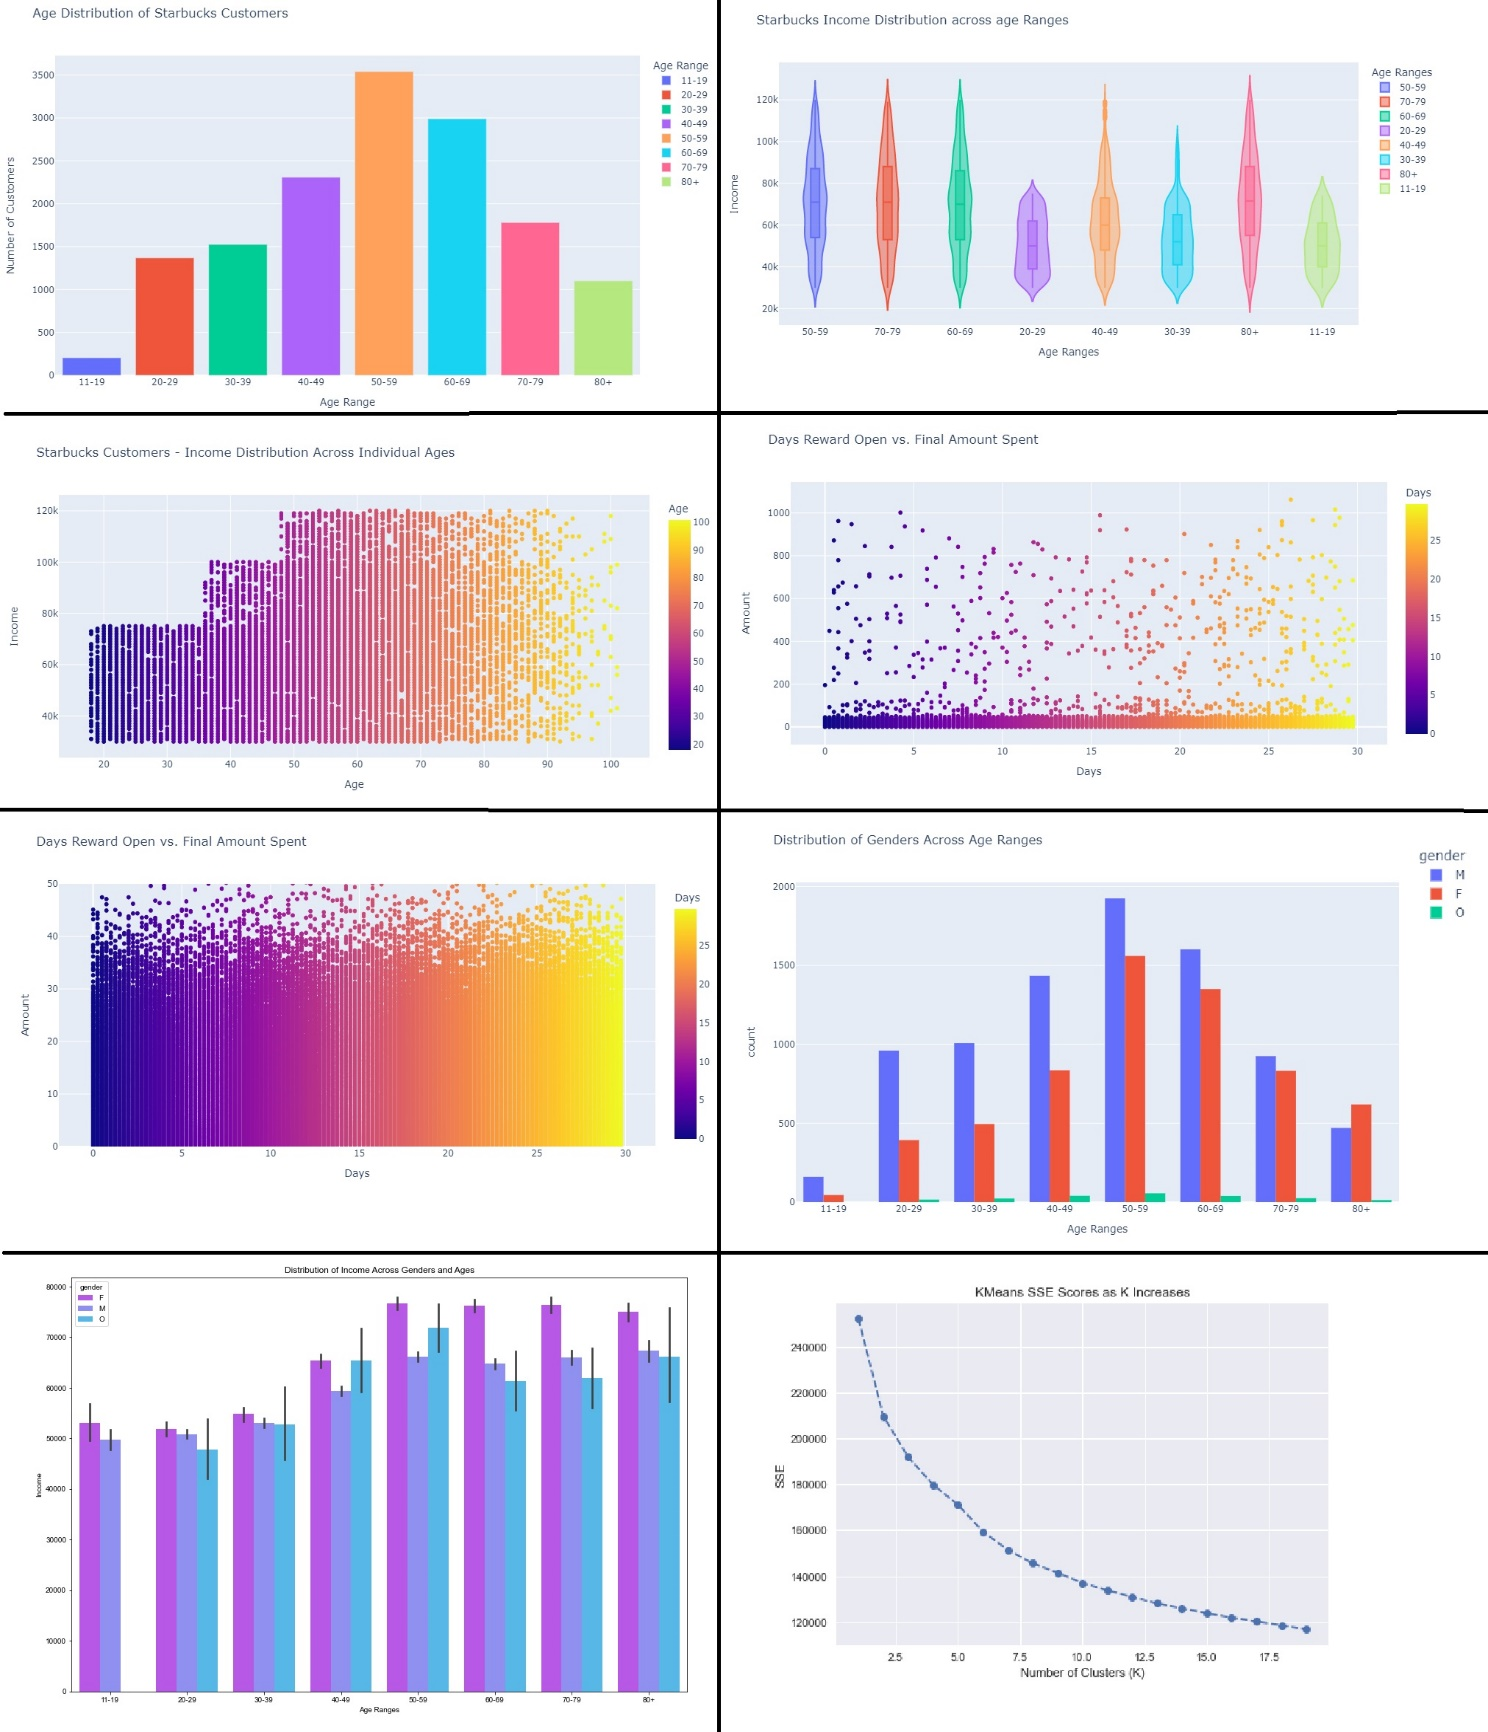 Age Distribution of Starbucks Customers
Number of Customers
3500
3000
2500
2000
1500
1000
500
0
11-19 20-29 30-39 40-49 50-59 60-69 70-79 80+
Age Range
Age Range
11-19
20-29
30-39
40-49
50-59
60-69
70-79
80+
Starbucks Income Distribution across age Ranges
Income
120k
100k
80k
60k
40k
20k
50-59 70-79 60-69 20-29 40-49 30-39 80+ 11-19
Age Ranges
Age Ranges
50-59
70-79
60-69
20-29
40-49
30-39
80+
11-19
Starbucks Customers - Income Distribution Across Individual Ages
Income
120k
100k
80k
60k
40k
20 30 40 50 60 70 80 90 100
Age
Age
100
90
80
70
60
50
40
30
20
Days Reward Open vs. Final Amount Spent
Amount
1000
800
600
400
200
0
0 5 10 15 20 25 30
Days
Days
25
20
15
10
5
0
Days Reward Open vs. Final Amount Spent
Amount
50
40
30
20
10
0
0 5 10 15 20 25 30
Days
Days
25
20
15
10
5
0
Distribution of Genders Across Age Ranges
count
2000
1500
1000
500
0
11-19 20-29 30-39 40-49 50-59 60-69 70-79 80+
Age Ranges
gender
M
F
O
Distribution of Income Across Genders and Ages
gender
F
M
O
Income
80000
70000
60000
50000
40000
30000
20000
10000
0
11-19 20-29 30-39 40-49 50-59 60-69 70-79 80+
Age Ranges
KMeans SSE Scores as K Increases
SSE
240000
220000
200000
180000
160000
140000
120000
2.5 5.0 7.5 10.0 12.5 15.0 17.5
Number of Clusters (K)